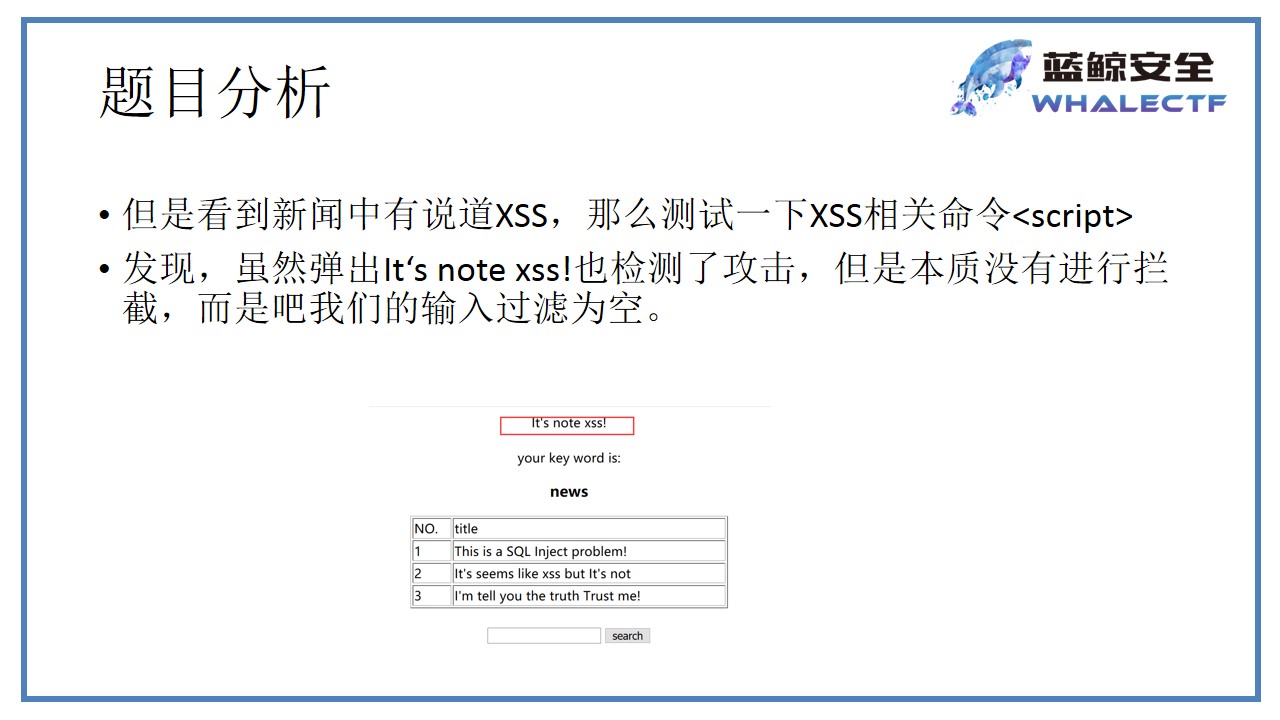 题目分析
蓝鲸安全
WHALECTF
• 但是看到新闻中有说道XSS，那么测试一下XSS相关命令<script>
• 发现，虽然弹出It‘s note xss!也检测了攻击，但是本质没有进行拦
截，而是吧我们的输入过滤为空。
It's note xss!
your key word is:
news
NO. title
1 This is a SQL Inject problem!
2 It's seems like xss but It's not
3 I'm tell you the truth Trust me!
search